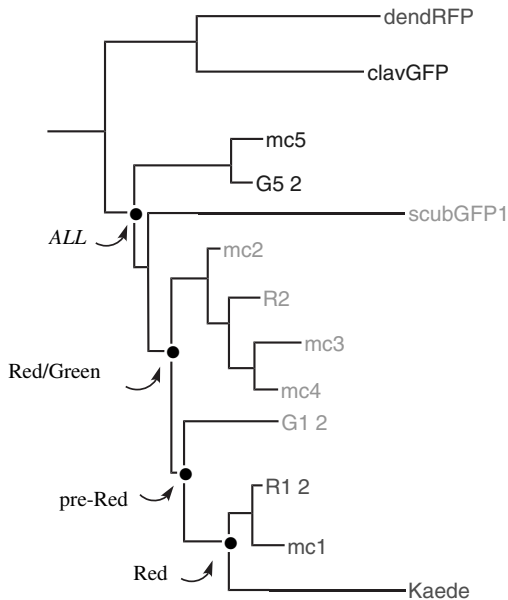 dendRFP
clavGFP
mc5
G5 2
scubGFP1
ALL
mc2
R2
mc3
Red/Green
mc4
G1 2
R1 2
pre-Red
mc1
Red
Kaede